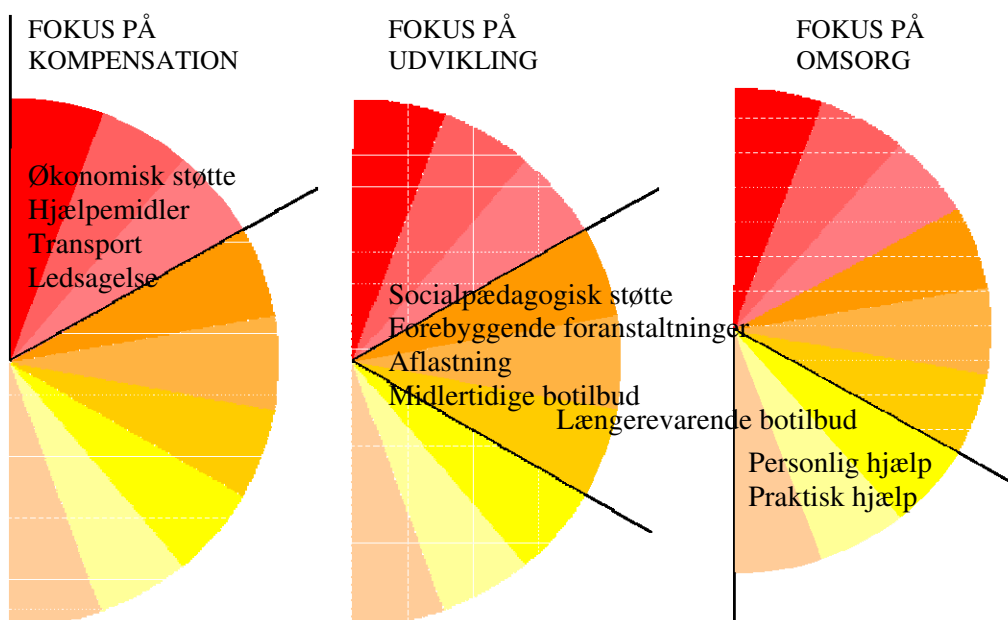 FOKUS PÅ
KOMPENSATION
Økonomisk støtte
Hjælpemidler
Transport
Ledsagelse
FOKUS PÅ
UDVIKLING
Socialpædagogisk støtte
Forebyggende foranstaltninger
Aflastning
Midlertidige botilbud
Længerevarende botilbud
FOKUS PÅ
OMSORG
Personlig hjælp
Praktisk hjælp